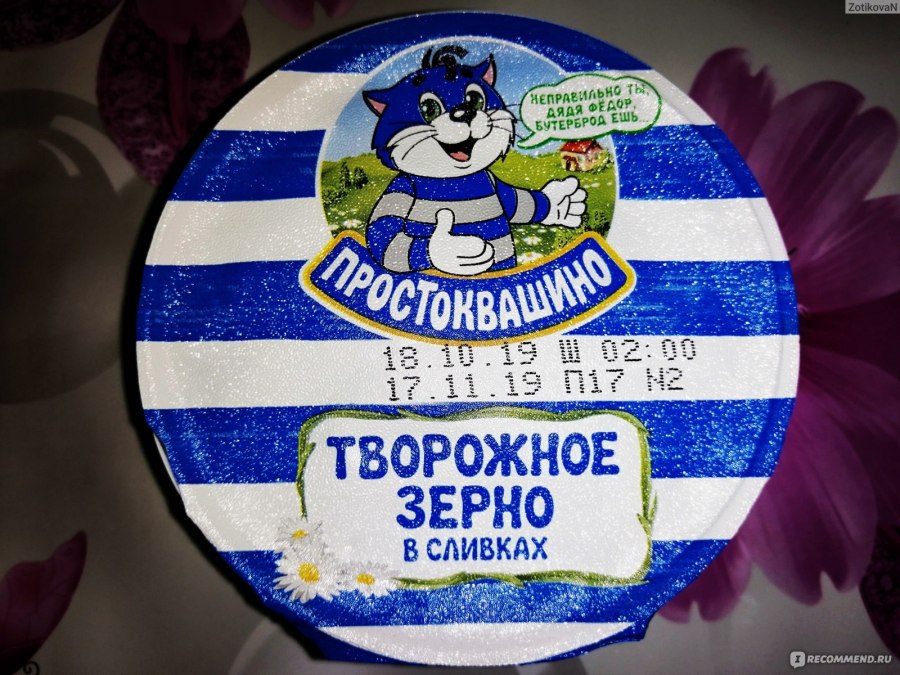 ZotikovaN
НЕПРАВИЛЬНО ТЫ,
ДЯДЯ ФЁДОР,
БУТЕРБРОД ЕШЬ...
ПРОСТОКВАШИНО
18.10.19 Ш 02:00
17.11.19 П17 N2
ТВОРОЖНОЕ
ЗЕРНО
В СЛИВКАХ
I RECOMMEND.RU